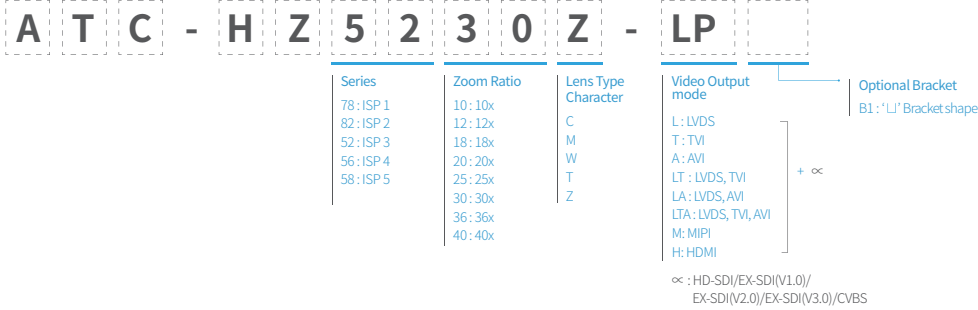 ATC-HZ5230Z-LP
Series
78 : ISP 1
82 : ISP 2
52 : ISP 3
56 : ISP 4
58 : ISP 5
Zoom Ratio
10 : 10x
12 : 12x
18 : 18x
20 : 20x
25 : 25x
30 : 30x
36 : 36x
40 : 40x
Lens Type
Character
C
M
W
T
Z
Video Output
mode
L : LVDS
T : TVI
A : AVI
LT : LVDS, TVI
LA : LVDS, AVI
LTA : LVDS, TVI, AVI
M: MIPI
H: HDMI
+ ∝
∝ : HD-SDI/EX-SDI(V1.0)/
EX-SDI(V2.0)/EX-SDI(V3.0)/CVBS
Optional Bracket
B1 : ‘⊔’ Bracket shape